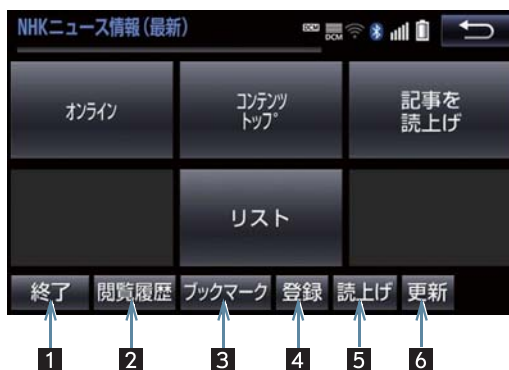 NHKニュース情報(最新)
DCM
DCM
オンライン
コンテンツ
トップ
記事を
読上げ
リスト
終了 閲覧履歴 ブックマーク 登録 読上げ 更新
1 2 3 4 5 6